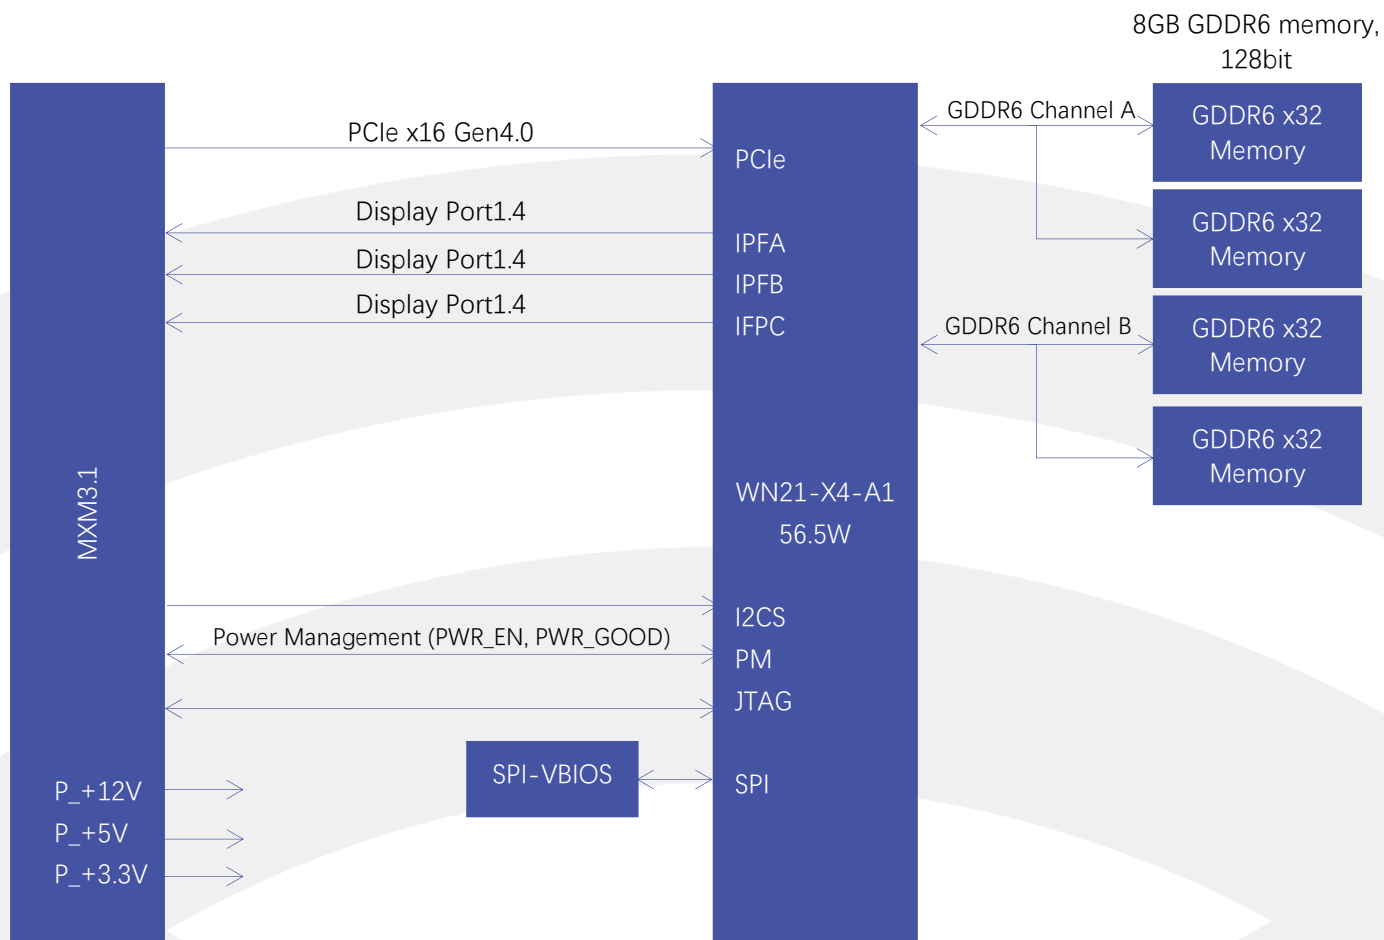 8GB GDDR6 memory,
128bit
MXM3.1
P_+12V
P_+5V
P_+3.3V
PCIe x16 Gen4.0
Display Port1.4
Display Port1.4
Display Port1.4
Power Management (PWR_EN, PWR_GOOD)
SPI-VBIOS
PCIe
IPFA
IPFB
IFPC
WN21-X4-A1
56.5W
I2CS
PM
JTAG
SPI
GDDR6 Channel A
GDDR6 Channel B
GDDR6 x32
Memory
GDDR6 x32
Memory
GDDR6 x32
Memory
GDDR6 x32
Memory